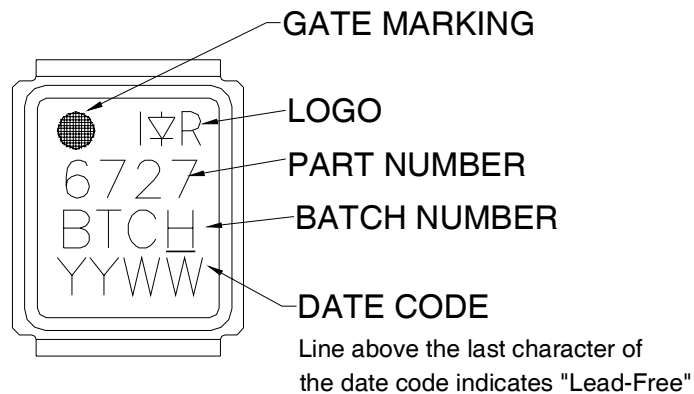 GATE MARKING
I R
LOGO
6727
PART NUMBER
BTCH
BATCH NUMBER
YYWW
DATE CODE
Line above the last character of
the date code indicates "Lead-Free"